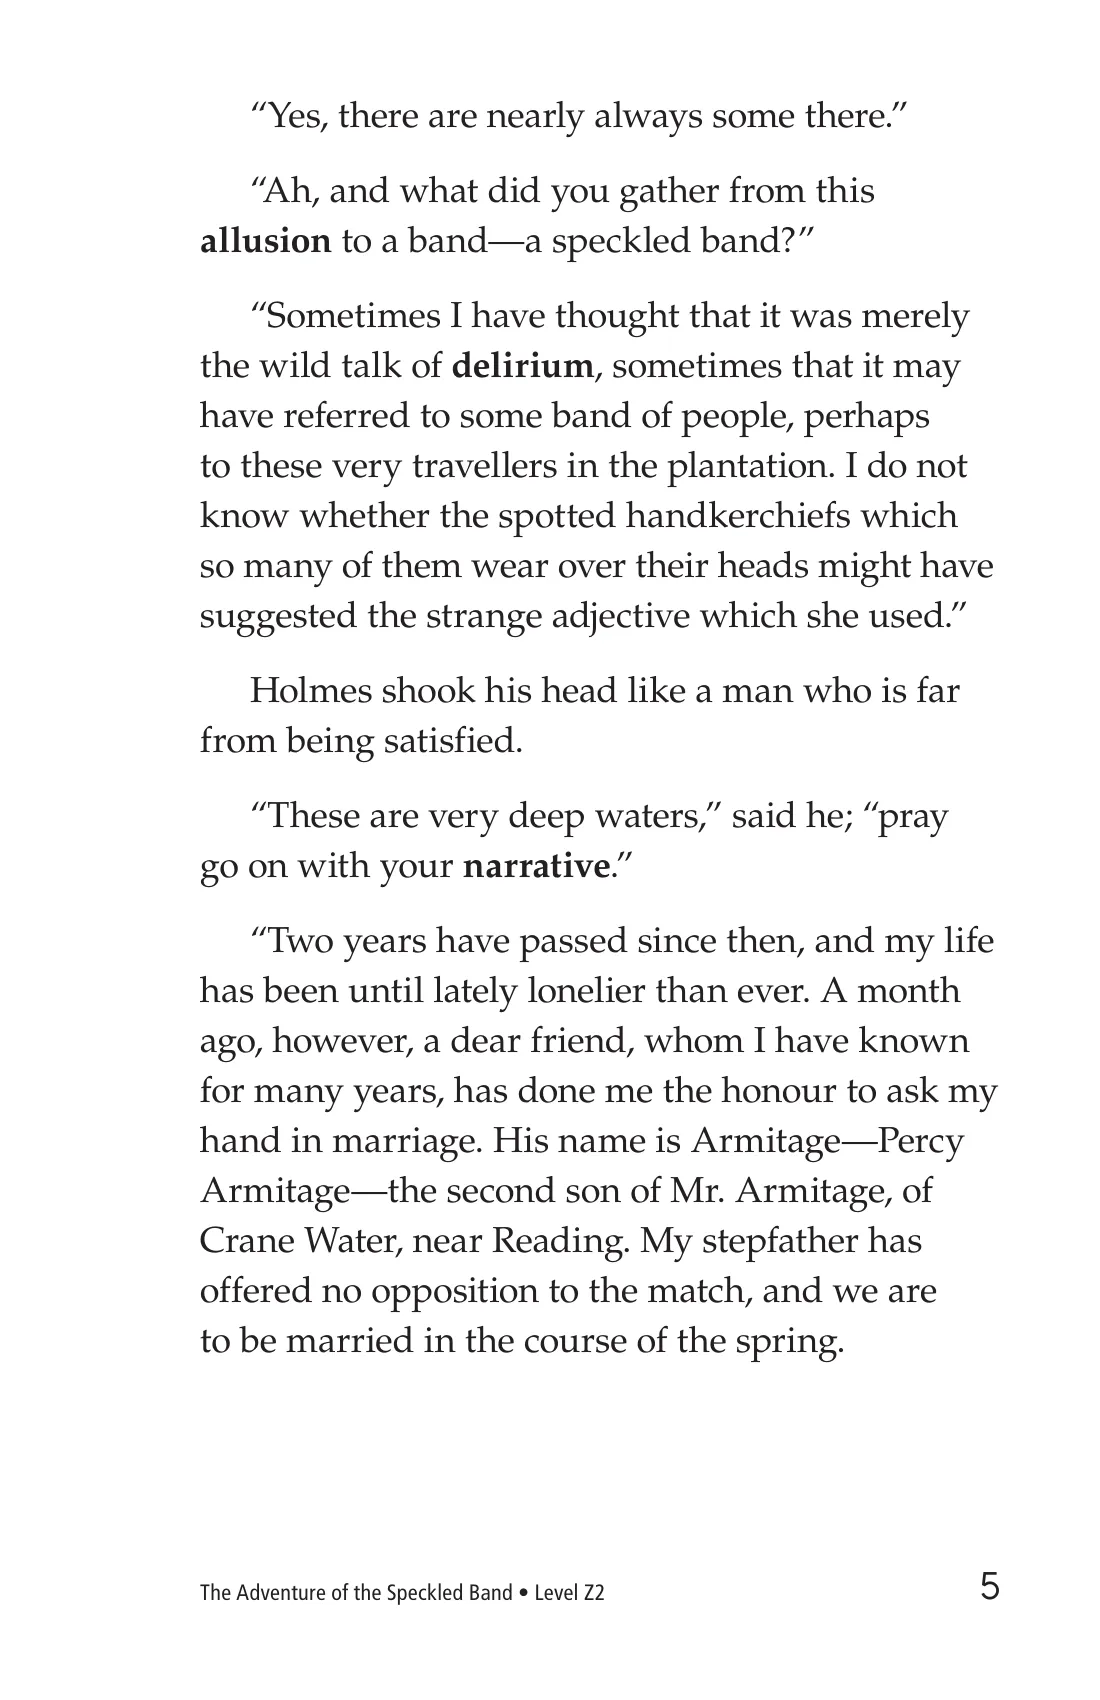 “Yes, there are nearly always some there.”
“Ah, and what did you gather from this
allusion to a band—a speckled band?”
“Sometimes I have thought that it was merely
the wild talk of delirium, sometimes that it may
have referred to some band of people, perhaps
to these very travellers in the plantation. I do not
know whether the spotted handkerchiefs which
so many of them wear over their heads might have
suggested the strange adjective which she used.”
Holmes shook his head like a man who is far
from being satisfied.
“These are very deep waters,” said he; “pray
go on with your narrative.”
“Two years have passed since then, and my life
has been until lately lonelier than ever. A month
ago, however, a dear friend, whom I have known
for many years, has done me the honour to ask my
hand in marriage. His name is Armitage—Percy
Armitage—the second son of Mr. Armitage, of
Crane Water, near Reading. My stepfather has
offered no opposition to the match, and we are
to be married in the course of the spring.
The Adventure of the Speckled Band • Level Z2
5